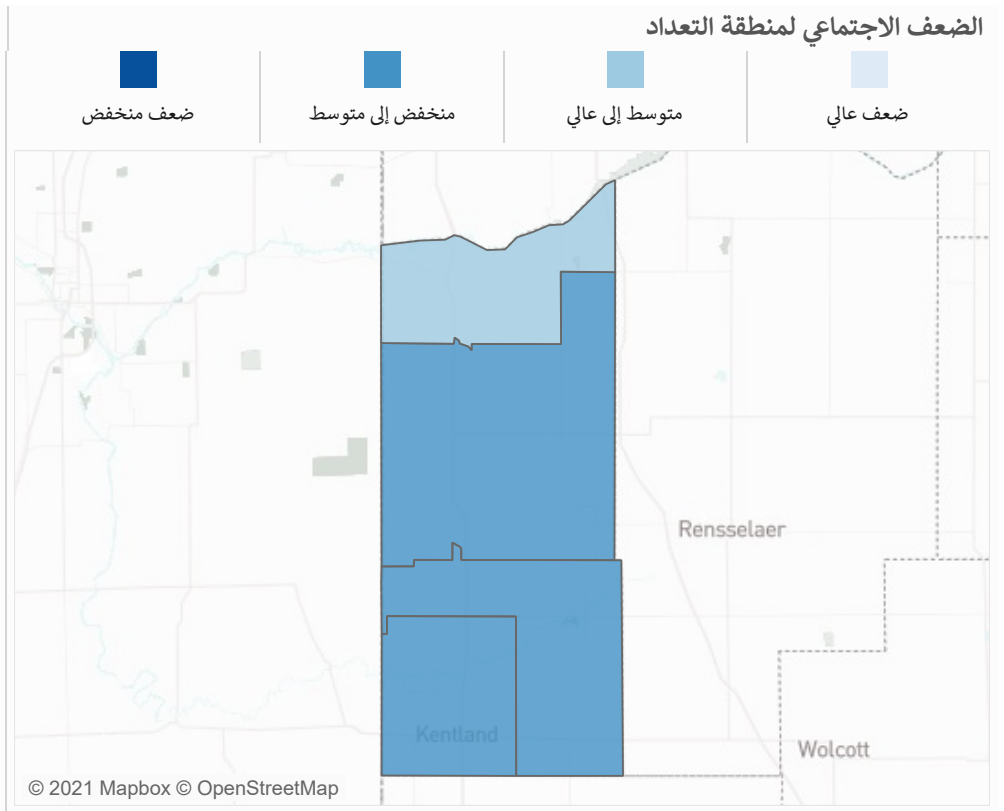 الضعف الاجتماعي لمنطقة التعداد
ضعف عالي
متوسط إلى عالي
منخفض إلى متوسط
ضعف منخفض
Rensselaer
Kentland
Wolcott
© 2021 Mapbox © OpenStreetMap